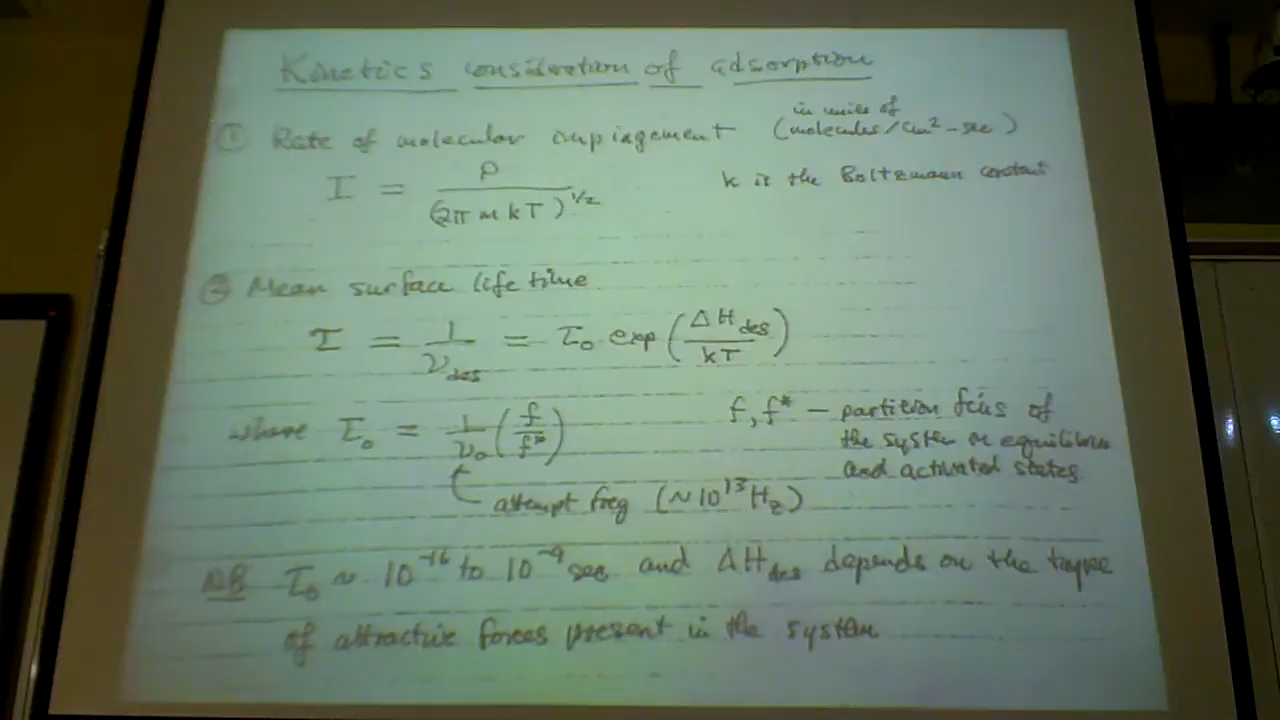 Kinetics consideration of adsorption
① Rate of molecular impingement (molecules/cm² - sec)
in units of
I = P / (2π m k T)^1/2
k is the Boltzmann constant
② Mean surface life time
τ = 1/ν_des = τ₀ exp(ΔH_des / kT)
where τ₀ = 1/ν₀ (f/f*)
f, f* — partition fcns of
the system in equilibrium
and activated states
attempt freq (~10¹³ Hz)
NB τ₀ ~ 10⁻¹⁶ to 10⁻⁹ sec and ΔH_des depends on the type
of attractive forces present in the system